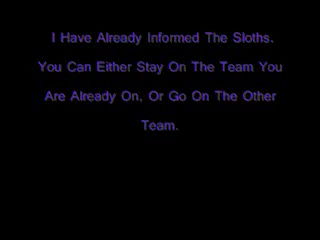 I Have Already Informed The Sloths.
You Can Either Stay On The Team You
Are Already On, Or Go On The Other
Team.